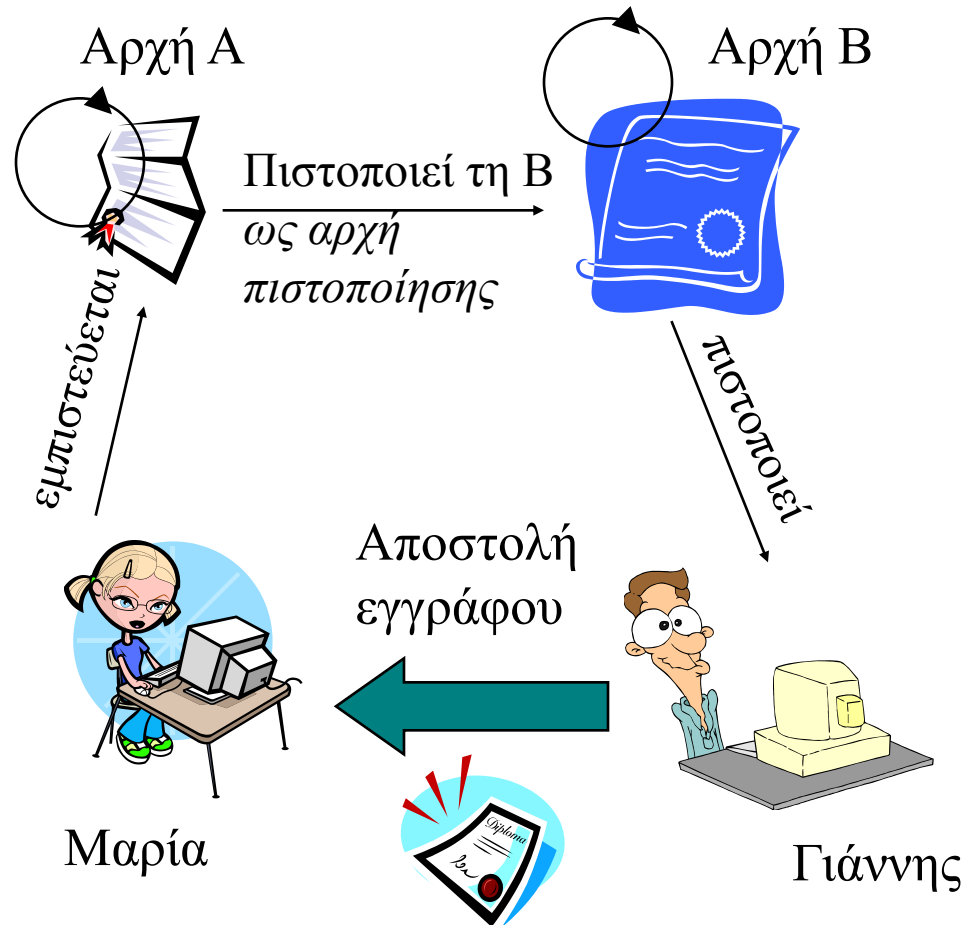 Αρχή Α
Αρχή Β
Πιστοποιεί τη Β
ως αρχή
πιστοποίησης
εμπιστεύεται
πιστοποιεί
Αποστολή
εγγράφου
Diploma
Μαρία
Γιάννης